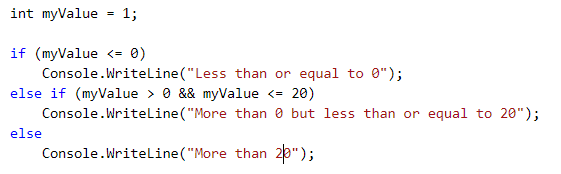 int myValue = 1;
if (myValue <= 0)
Console.WriteLine("Less than or equal to 0");
else if (myValue > 0 && myValue <= 20)
Console.WriteLine("More than 0 but less than or equal to 20");
else
Console.WriteLine("More than 20");